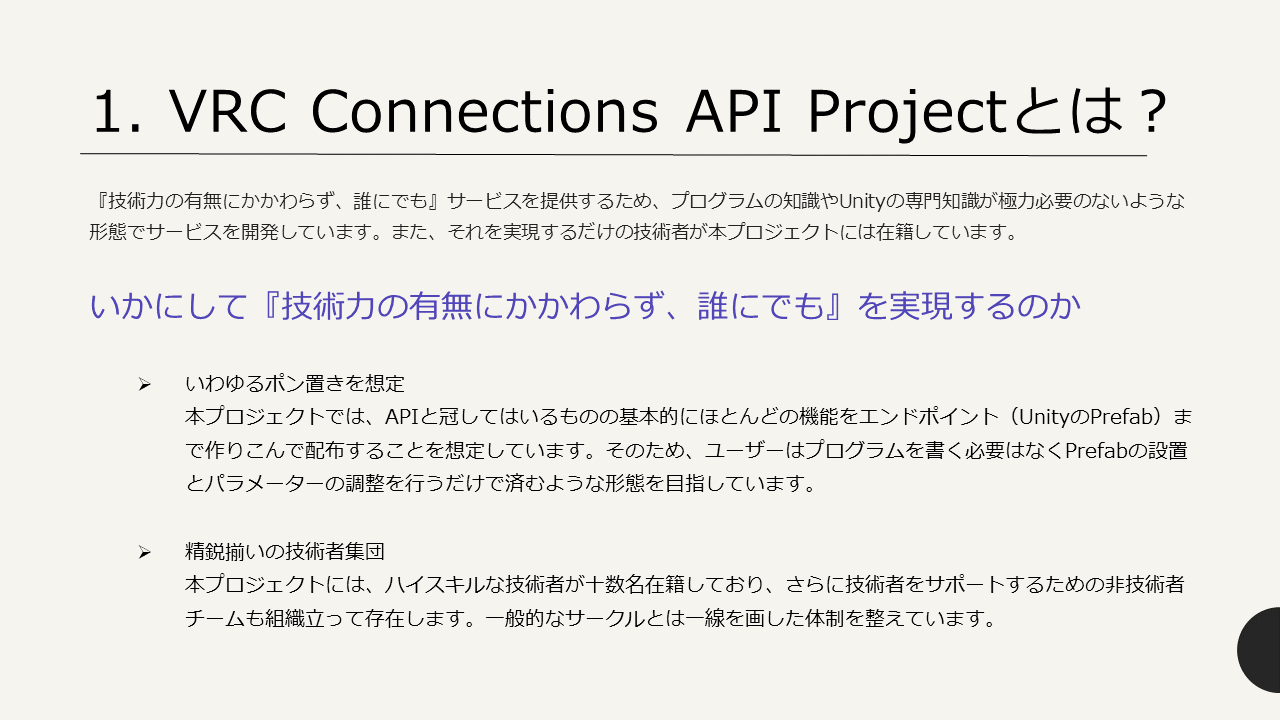 1. VRC Connections API Projectとは？
『技術力の有無にかかわらず、誰にでも』サービスを提供するため、プログラムの知識やUnityの専門知識が極力必要のないような
形態でサービスを開発しています。また、それを実現するだけの技術者が本プロジェクトには在籍しています。
いかにして『技術力の有無にかかわらず、誰にでも』を実現するのか
➢ いわゆるポン置きを想定
本プロジェクトでは、APIと冠してはいるものの基本的にほとんどの機能をエンドポイント（UnityのPrefab）ま
で作りこんで配布することを想定しています。そのため、ユーザーはプログラムを書く必要はなくPrefabの設置
とパラメーターの調整を行うだけで済むような形態を目指しています。
➢ 精鋭揃いの技術者集団
本プロジェクトには、ハイスキルな技術者が十数名在籍しており、さらに技術者をサポートするための非技術者
チームも組織立って存在します。一般的なサークルとは一線を画した体制を整えています。